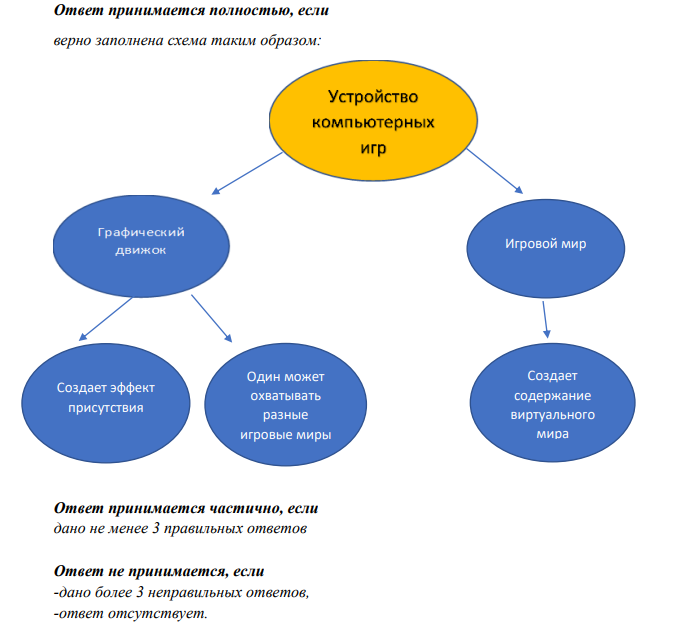 Ответ принимается полностью, если
верно заполнена схема таким образом:
Устройство
компьютерных
игр
Графический
движок
Игровой мир
Создает эффект
присутствия
Один может
охватывать
разные
игровые миры
Создает
содержание
виртуального
мира
Ответ принимается частично, если
дано не менее 3 правильных ответов
Ответ не принимается, если
-дано более 3 неправильных ответов,
-ответ отсутствует.